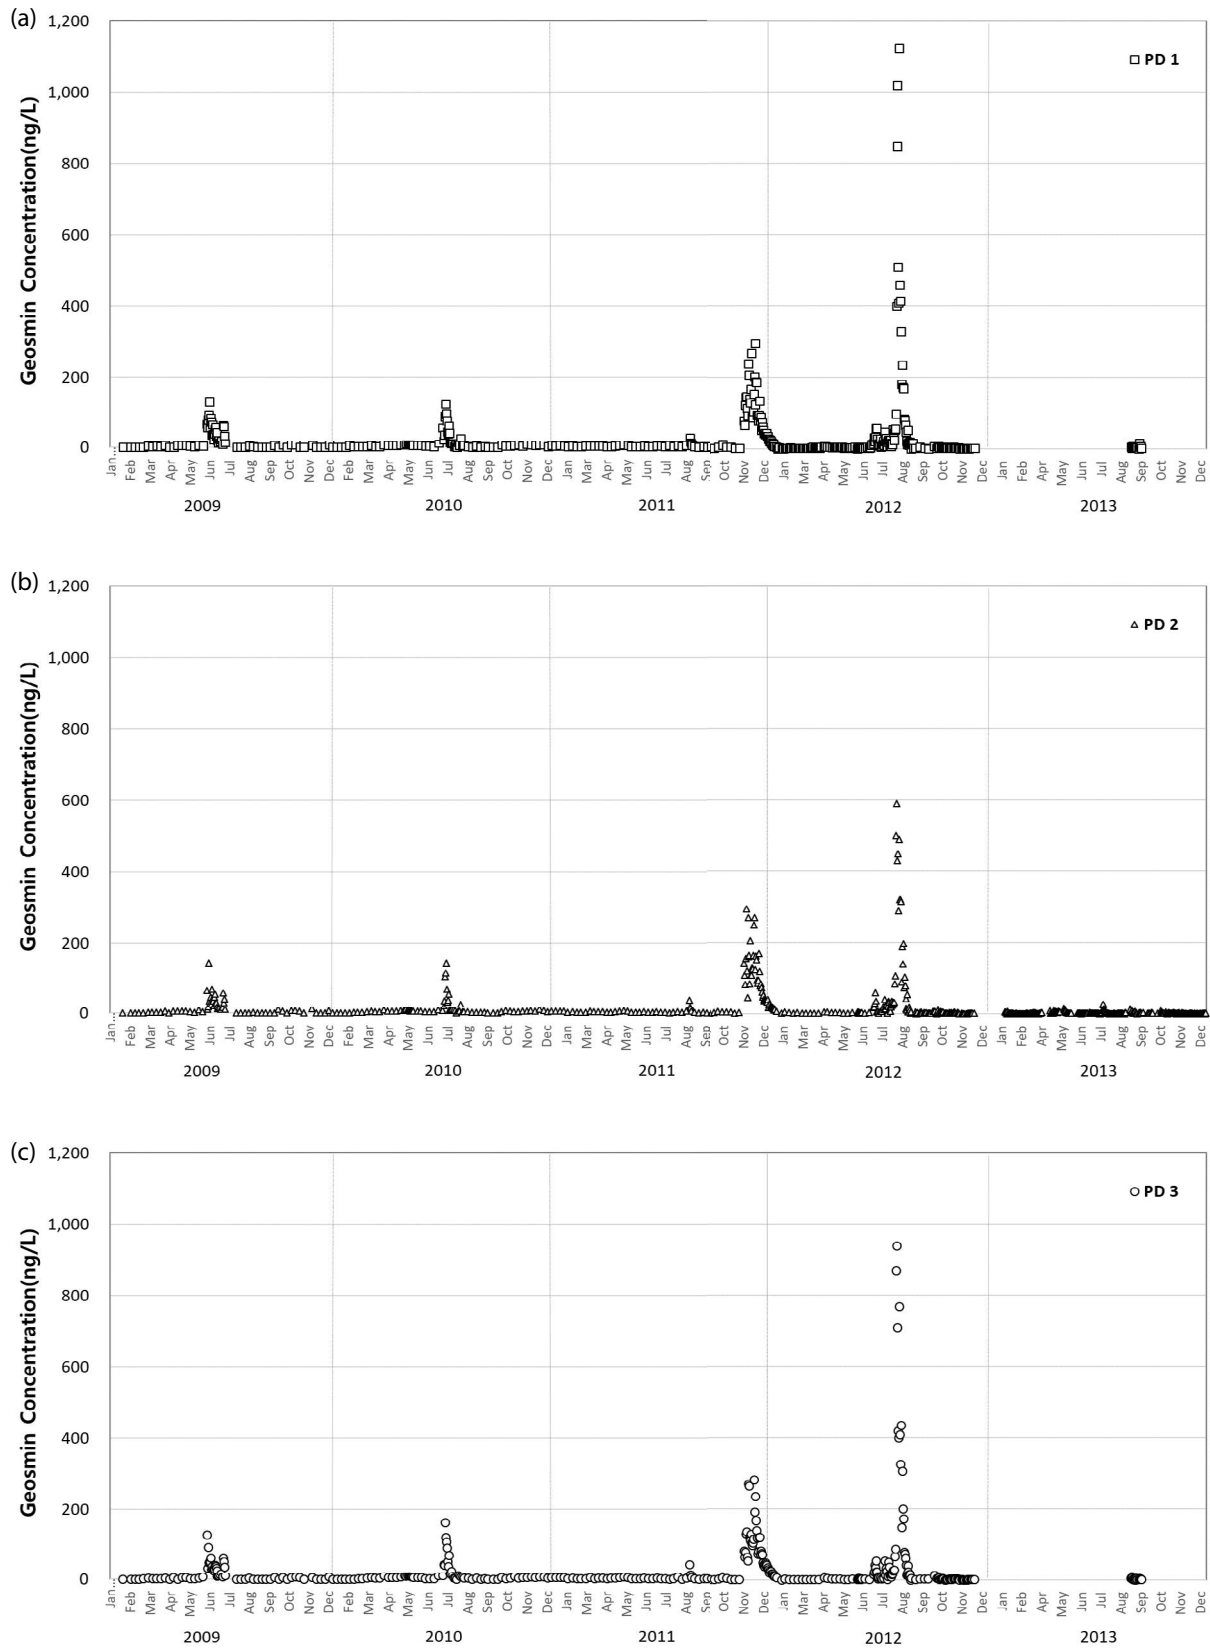 (a)
1,200
1,000
800
600
400
200
0
Geosmin Concentration(ng/L)
PD 1
Jan... Feb Mar Apr May Jun Jul Aug Sep Oct Nov Dec Feb Mar Apr May Jun Jul Aug Sep Oct Nov Dec Jan Mar Apr May Jun Jul Aug Sep Oct Nov Dec Jan Mar Apr May Jun Jul Aug Sep Oct Nov Dec Jan Feb Apr May Jun Jul Aug Sep Oct Nov Dec
2009 2010 2011 2012 2013
(b)
1,200
1,000
800
600
400
200
0
Geosmin Concentration(ng/L)
PD 2
Jan... Feb Mar Apr May Jun Jul Aug Sep Oct Nov Dec Feb Mar Apr May Jun Jul Aug Sep Oct Nov Dec Jan Mar Apr May Jun Jul Aug Sep Oct Nov Dec Jan Mar Apr May Jun Jul Aug Sep Oct Nov Dec Jan Feb Apr May Jun Jul Aug Sep Oct Nov Dec
2009 2010 2011 2012 2013
(c)
1,200
1,000
800
600
400
200
0
Geosmin Concentration(ng/L)
PD 3
Jan... Feb Mar Apr May Jun Jul Aug Sep Oct Nov Dec Feb Mar Apr May Jun Jul Aug Sep Oct Nov Dec Jan Mar Apr May Jun Jul Aug Sep Oct Nov Dec Jan Mar Apr May Jun Jul Aug Sep Oct Nov Dec Jan Feb Apr May Jun Jul Aug Sep Oct Nov Dec
2009 2010 2011 2012 2013